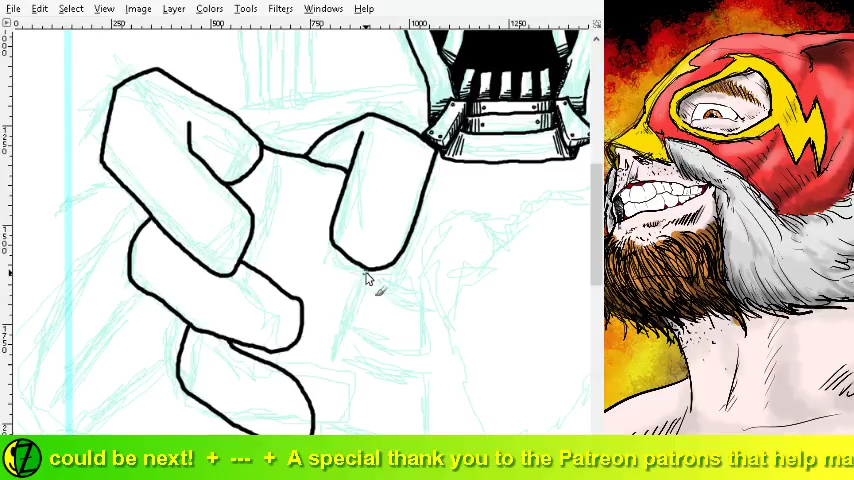 File Edit Select View Image Layer Colors Tools Filters Windows Help
0 250 500 750 1000 1250
could be next! + --- + A special thank you to the Patreon patrons that help ma